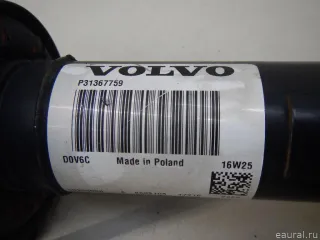 VOLVO
P31367759
D0V6C Made in Poland 16W25
eaural.ru